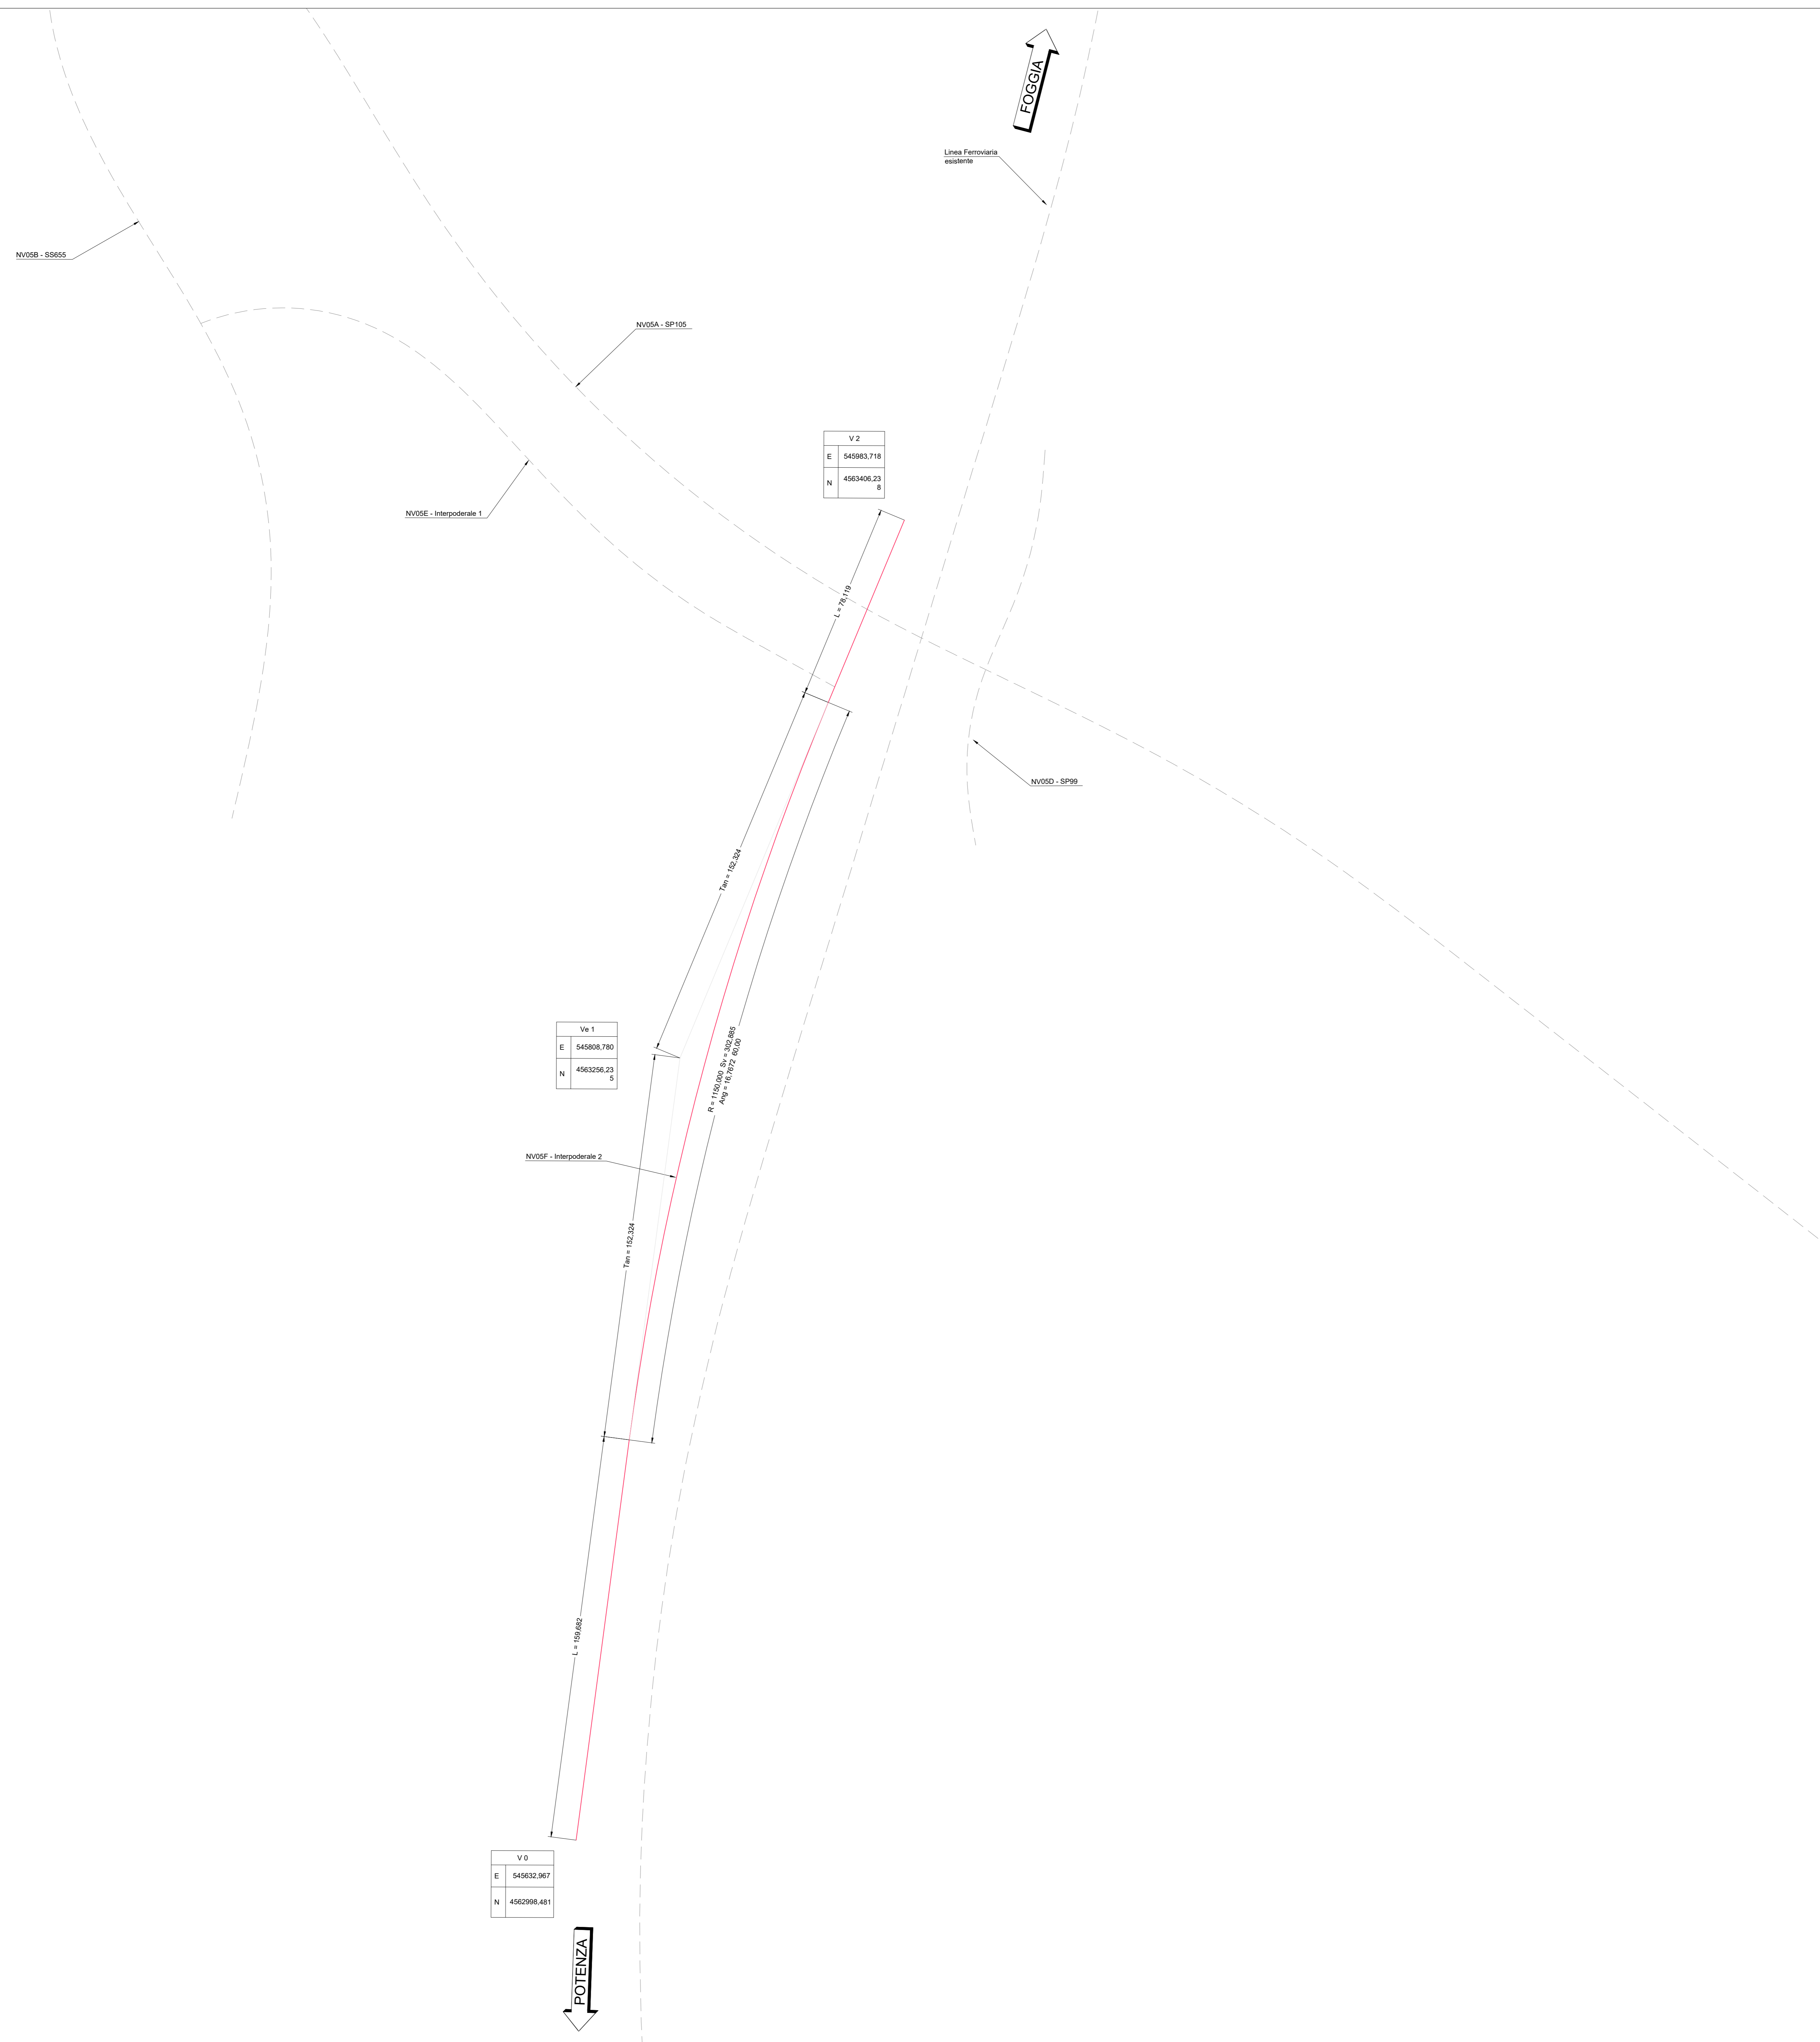 FOGGIA
Linea Ferroviaria
esistente
NV05B - SS655
NV05A - SP105
V 2
E 545983,718
N 4563406,23
8
NV05E - Interpoderale 1
L = 78,119
NV05D - SP99
Tan = 152,324
Ve 1
E 545808,780
N 4563256,23
5
R = 1150,000 Sv = 302,885
Ang = 16,7672 60,00
NV05F - Interpoderale 2
Tan = 152,324
L = 159,682
V 0
E 545632,967
N 4562998,481
POTENZA